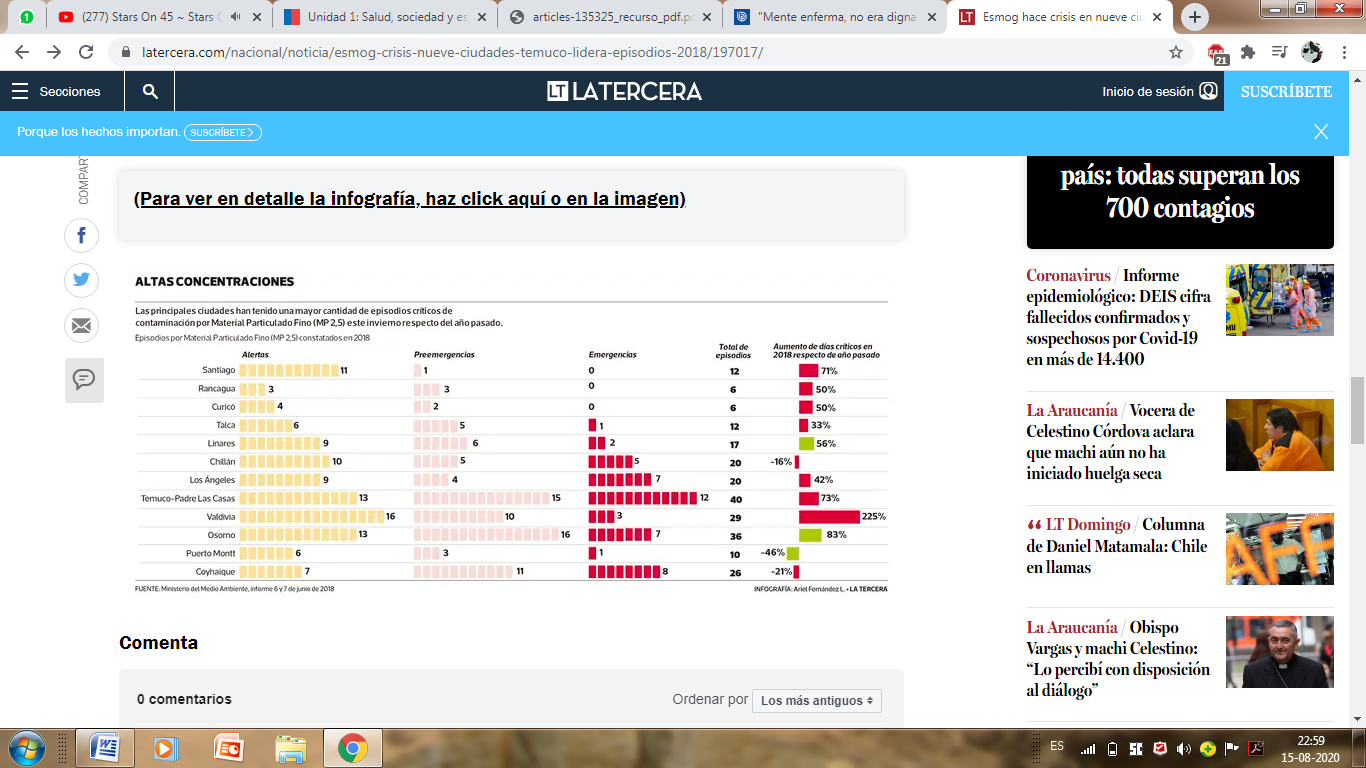 (277) Stars On 45 ~ Stars O
Unidad 1: Salud, sociedad y es
articles-135325_recurso_pdf.pd
"Mente enferma, no era digna
Esmog hace crisis en nueve ciu
latercera.com/nacional/noticia/esmog-crisis-nueve-ciudades-temuco-lidera-episodios-2018/197017/
21
Secciones
LT LATERCERA
Inicio de sesión
SUSCRÍBETE
Porque los hechos importan. SUSCRÍBETE
COMPART
(Para ver en detalle la infografía, haz click aquí o en la imagen)
ALTAS CONCENTRACIONES
Las principales ciudades han tenido una mayor cantidad de episodios críticos de
contaminación por Material Particulado Fino (MP 2,5) este invierno respecto del año pasado.
Episodios por Material Particulado Fino (MP 2,5) constatados en 2018
Alertas Preemergencias Emergencias Total de episodios Aumento de días críticos en 2018 respecto de año pasado
Santiago 11 1 0 12 71%
Rancagua 3 3 0 6 50%
Curicó 4 2 0 6 50%
Talca 6 5 1 12 33%
Linares 9 6 2 17 56%
Chillán 10 5 5 20 -16%
Los Ángeles 9 4 7 20 42%
Temuco-Padre Las Casas 13 15 12 40 73%
Valdivia 16 10 3 29 225%
Osorno 13 16 7 36 83%
Puerto Montt 6 3 1 10 -46%
Coyhaique 7 11 8 26 -21%
FUENTE: Ministerio del Medio Ambiente, informe 6 y 7 de junio de 2018
INFOGRAFÍA: Ariel Fernández L. • LA TERCERA
Comenta
0 comentarios
Ordenar por Los más antiguos
país: todas superan los
700 contagios
Coronavirus / Informe
epidemiológico: DEIS cifra
fallecidos confirmados y
sospechosos por Covid-19
en más de 14.400
La Araucanía / Vocera de
Celestino Córdova aclara
que machi aún no ha
iniciado huelga seca
LT Domingo / Columna
de Daniel Matamala: Chile
en llamas
AFP
La Araucanía / Obispo
Vargas y machi Celestino:
“Lo percibí con disposición
al diálogo”
ES
22:59
15-08-2020